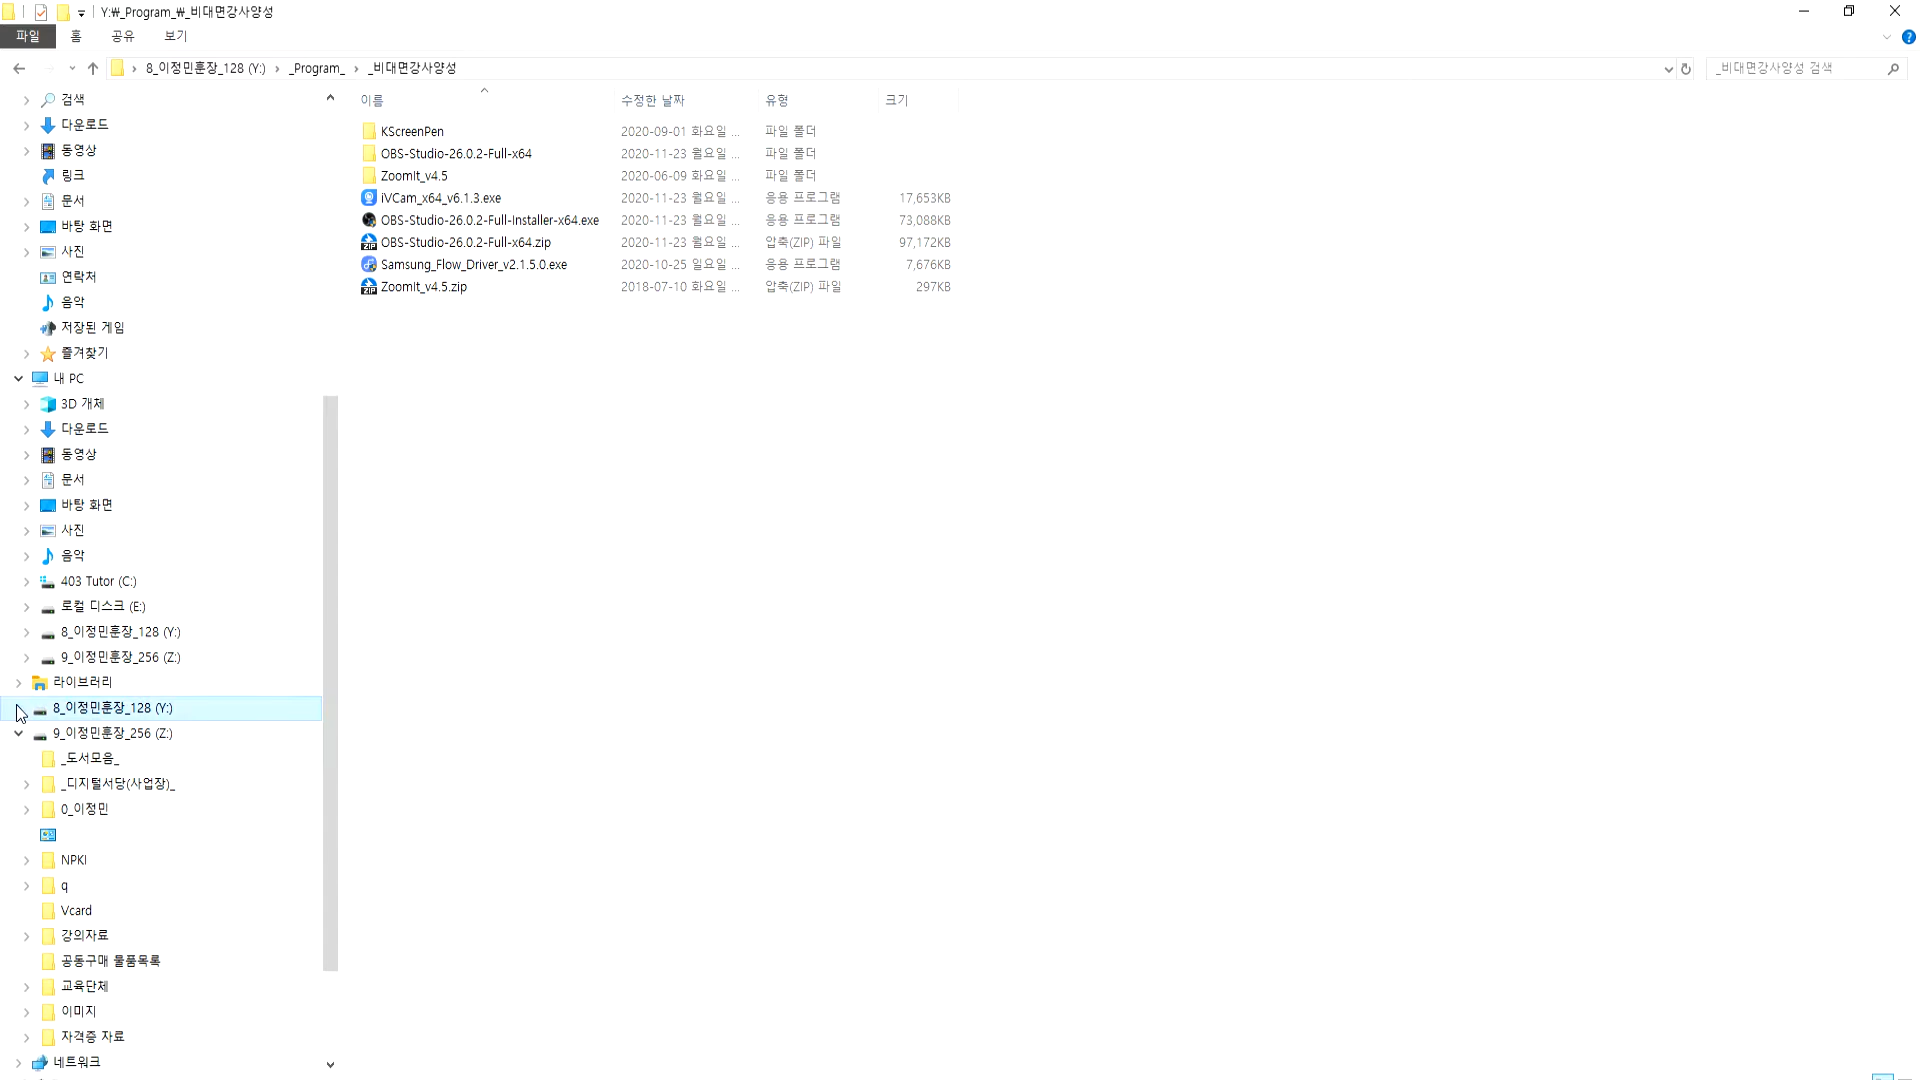 Y:₩_Program_₩_비대면강사양성
파일 홈 공유 보기
8_이정민훈장_128 (Y:) _Program_ _비대면강사양성
_비대면강사양성 검색
검색
다운로드
동영상
링크
문서
바탕 화면
사진
연락처
음악
저장된 게임
즐겨찾기
내 PC
3D 개체
다운로드
동영상
문서
바탕 화면
사진
음악
403 Tutor (C:)
로컬 디스크 (E:)
8_이정민훈장_128 (Y:)
9_이정민훈장_256 (Z:)
라이브러리
8_이정민훈장_128 (Y:)
9_이정민훈장_256 (Z:)
_도서모음_
_디지털서당(사업장)_
0_이정민
NPKI
q
Vcard
강의자료
공동구매 물품목록
교육단체
이미지
자격증 자료
네트워크
이름 수정한 날짜 유형 크기
KScreenPen 2020-09-01 화요일 ... 파일 폴더
OBS-Studio-26.0.2-Full-x64 2020-11-23 월요일 ... 파일 폴더
ZoomIt_v4.5 2020-06-09 화요일 ... 파일 폴더
iVCam_x64_v6.1.3.exe 2020-11-23 월요일 ... 응용 프로그램 17,653KB
OBS-Studio-26.0.2-Full-Installer-x64.exe 2020-11-23 월요일 ... 응용 프로그램 73,088KB
OBS-Studio-26.0.2-Full-x64.zip 2020-11-23 월요일 ... 압축(ZIP) 파일 97,172KB
Samsung_Flow_Driver_v2.1.5.0.exe 2020-10-25 일요일 ... 응용 프로그램 7,676KB
ZoomIt_v4.5.zip 2018-07-10 화요일 ... 압축(ZIP) 파일 297KB